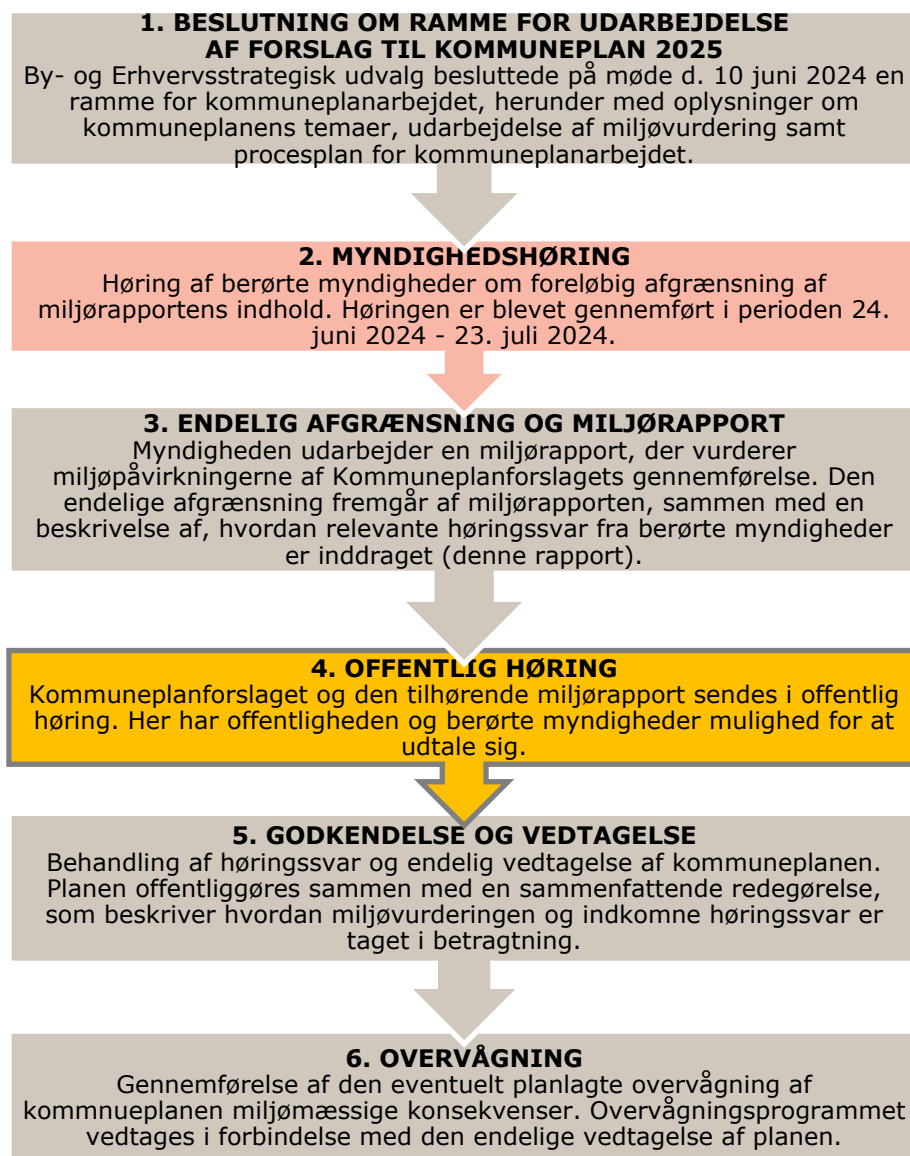 1. BESLUTNING OM RAMME FOR UDARBEJDELSE
AF FORSLAG TIL KOMMUNEPLAN 2025
By- og Erhvervsstrategisk udvalg besluttede på møde d. 10 juni 2024 en
ramme for kommuneplanarbejdet, herunder med oplysninger om
kommuneplanens temaer, udarbejdelse af miljøvurdering samt
procesplan for kommuneplanarbejdet.
2. MYNDIGHEDSHØRING
Høring af berørte myndigheder om foreløbig afgrænsning af
miljørapportens indhold. Høringen er blevet gennemført i perioden 24.
juni 2024 - 23. juli 2024.
3. ENDELIG AFGRÆNSNING OG MILJØRAPPORT
Myndigheden udarbejder en miljørapport, der vurderer
miljøpåvirkningerne af Kommuneplanforslagets gennemførelse. Den
endelige afgrænsning fremgår af miljørapporten, sammen med en
beskrivelse af, hvordan relevante høringssvar fra berørte myndigheder
er inddraget (denne rapport).
4. OFFENTLIG HØRING
Kommuneplanforslaget og den tilhørende miljørapport sendes i offentlig
høring. Her har offentligheden og berørte myndigheder mulighed for at
udtale sig.
5. GODKENDELSE OG VEDTAGELSE
Behandling af høringssvar og endelig vedtagelse af kommuneplanen.
Planen offentliggøres sammen med en sammenfattende redegørelse,
som beskriver hvordan miljøvurderingen og indkomne høringssvar er
taget i betragtning.
6. OVERVÅGNING
Gennemførelse af den eventuelt planlagte overvågning af
kommnueplanen miljømæssige konsekvenser. Overvågningsprogrammet
vedtages i forbindelse med den endelige vedtagelse af planen.